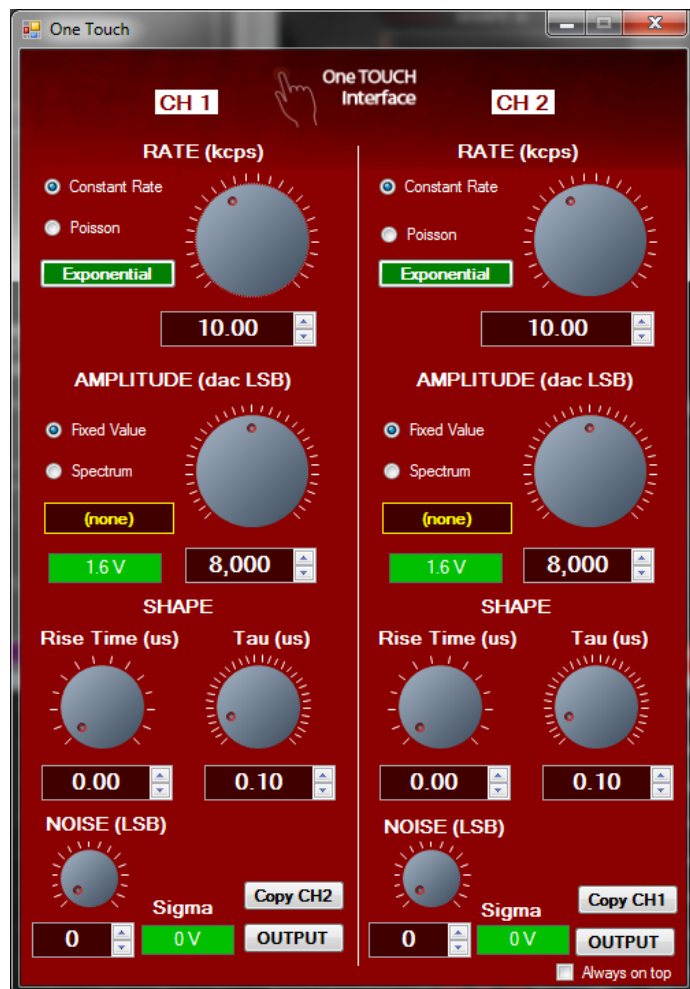 One Touch
One TOUCH
Interface
CH 1
CH 2
RATE (kcps)
Constant Rate
Poisson
Exponential
10.00
AMPLITUDE (dac LSB)
Fixed Value
Spectrum
(none)
1.6 V
8,000
SHAPE
Rise Time (us)
Tau (us)
0.00
0.10
NOISE (LSB)
Sigma
Copy CH2
0
0 V
OUTPUT
RATE (kcps)
Constant Rate
Poisson
Exponential
10.00
AMPLITUDE (dac LSB)
Fixed Value
Spectrum
(none)
1.6 V
8,000
SHAPE
Rise Time (us)
Tau (us)
0.00
0.10
NOISE (LSB)
Sigma
Copy CH1
0
0 V
OUTPUT
Always on top